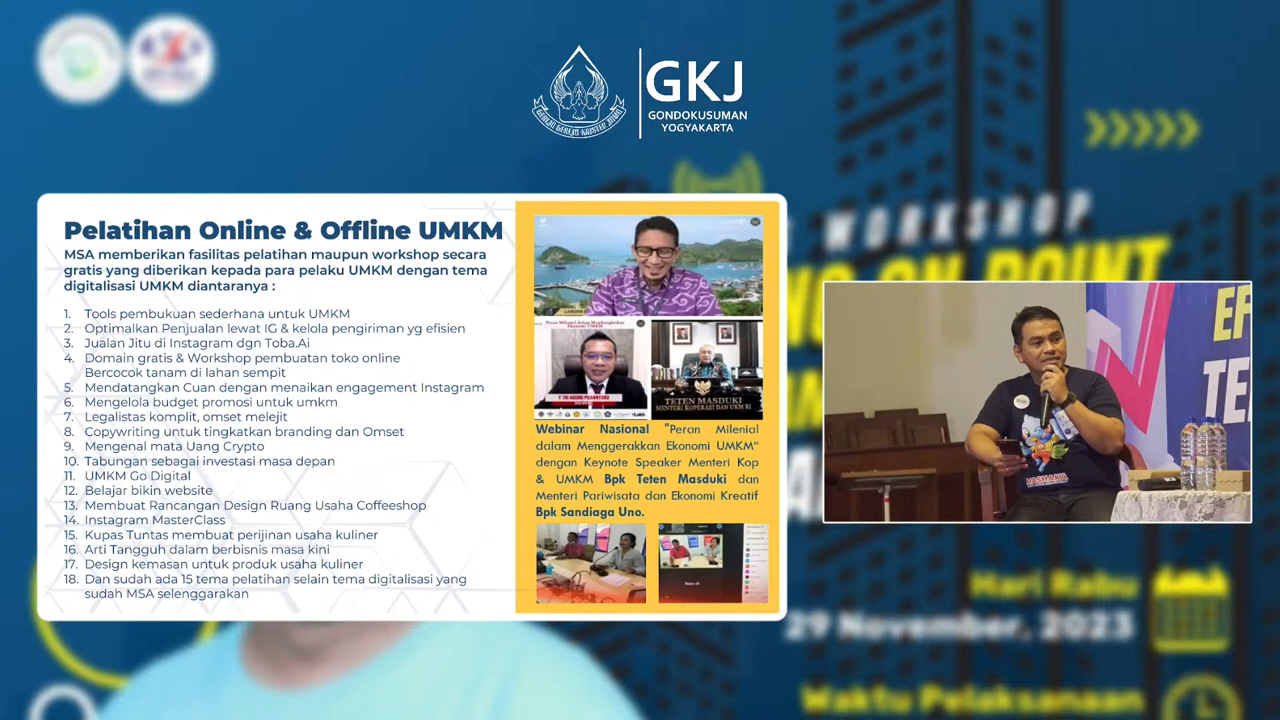 GKJ
GONDOKUSUMAN
YOGYAKARTA
Pelatihan Online & Offline UMKM
MSA memberikan fasilitas pelatihan maupun workshop secara
gratis yang diberikan kepada para pelaku UMKM dengan tema
digitalisasi UMKM diantaranya :
1. Tools pembukuan sederhana untuk UMKM
2. Optimalkan Penjualan lewat IG & kelola pengiriman yg efisien
3. Jualan Jitu di Instagram dgn Toba.Ai
4. Domain gratis & Workshop pembuatan toko online
Bercocok tanam di lahan sempit
5. Mendatangkan Cuan dengan menaikan engagement Instagram
6. Mengelola budget promosi untuk umkm
7. Legalistas komplit, omset melejit
8. Copywriting untuk tingkatkan branding dan Omset
9. Mengenal mata Uang Crypto
10. Tabungan sebagai investasi masa depan
11. UMKM Go Digital
12. Belajar bikin website
13. Membuat Rancangan Design Ruang Usaha Coffeeshop
14. Instagram MasterClass
15. Kupas Tuntas membuat perijinan usaha kuliner
16. Arti Tangguh dalam berbisnis masa kini
17. Design kemasan untuk produk usaha kuliner
18. Dan sudah ada 15 tema pelatihan selain tema digitalisasi yang
sudah MSA selenggarakan
TETEN MASDUKI
MENTERI KOPERASI DAN UKM RI
Webinar Nasional "Peran Milenial
dalam Menggerakkan Ekonomi UMKM"
dengan Keynote Speaker Menteri Kop
& UMKM Bpk Teten Masduki dan
Menteri Pariwisata dan Ekonomi Kreatif
Bpk Sandiaga Uno.
WORKSHOP
ON POINT
EF
TE
Hari Rabu
29 November, 2023
Waktu Pelaksanaan